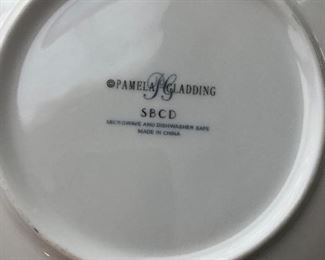 ©PAMELA PG GLADDING
SBCD
MICROWAVE AND DISHWASHER SAFE
MADE IN CHINA